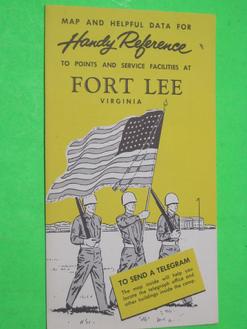 MAP AND HELPFUL DATA FOR
Handy Reference
TO POINTS AND SERVICE FACILITIES AT
FORT LEE
VIRGINIA
TO SEND A TELEGRAM
The map inside will help you
locate the telegraph office and
other buildings inside the camp.